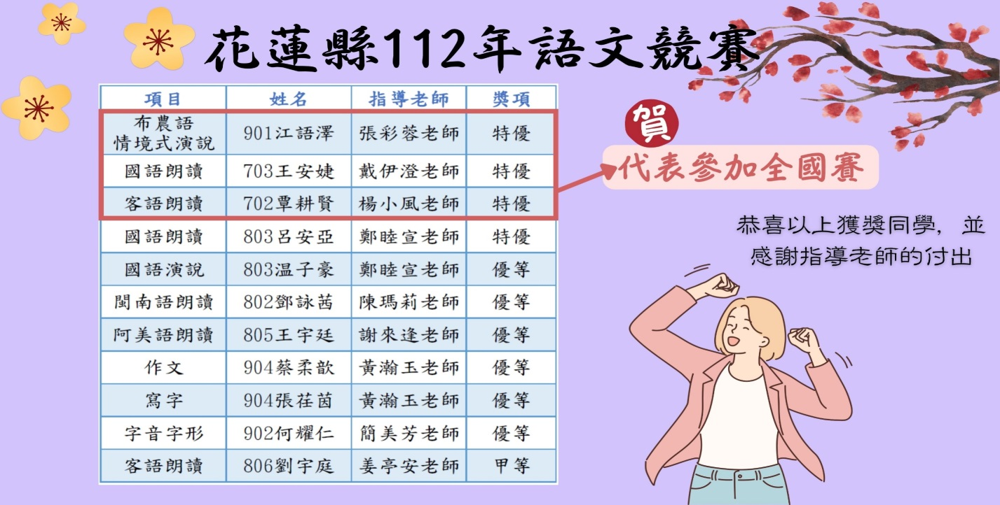 花蓮縣112年語文競賽
項目 姓名 指導老師 獎項
布農語
情境式演說 901江語澤 張彩蓉老師 特優
國語朗讀 703王安婕 戴伊澄老師 特優
客語朗讀 702覃耕賢 楊小風老師 特優
國語朗讀 803呂安亞 鄭睦宣老師 特優
國語演說 803温子豪 鄭睦宣老師 優等
閩南語朗讀 802鄧詠茜 陳瑪莉老師 優等
阿美語朗讀 805王宇廷 謝來逢老師 優等
作文 904蔡柔歆 黃瀚玉老師 優等
寫字 904張荏茵 黃瀚玉老師 優等
字音字形 902何耀仁 簡美芳老師 優等
客語朗讀 806劉宇庭 姜亭安老師 甲等
賀
代表參加全國賽
恭喜以上獲獎同學，並
感謝指導老師的付出